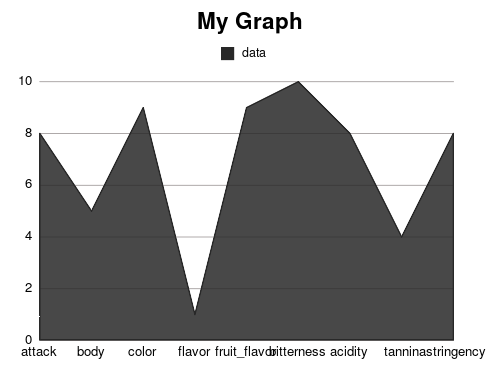 My Graph
data
10
8
6
4
2
0
attack body color flavor fruit_flavor bitterness acidity tannin astringency